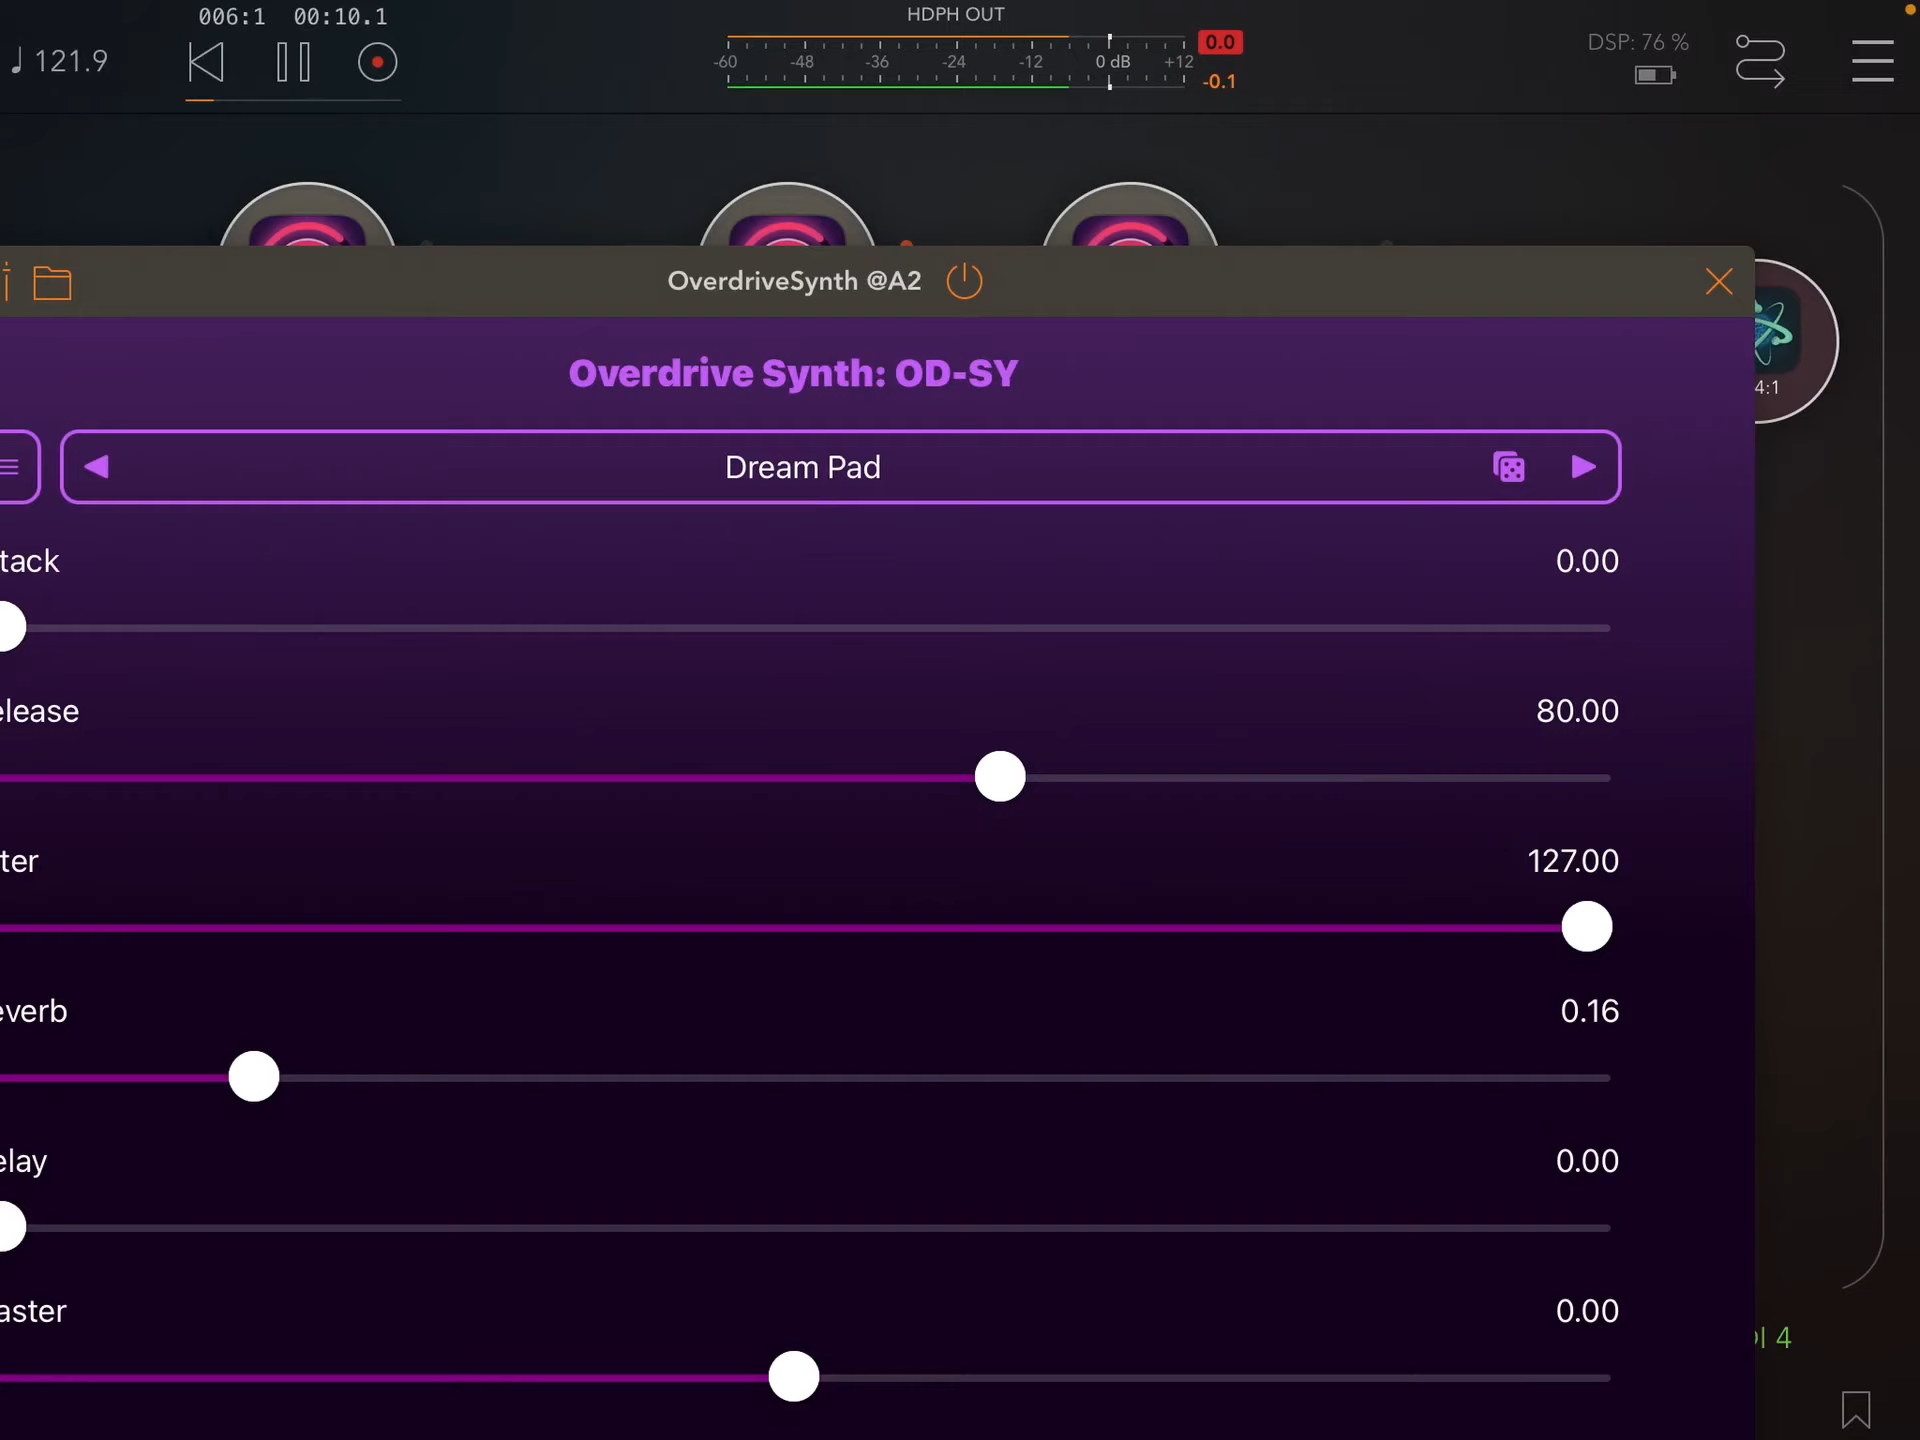 006:1 00:10.1
HDPH OUT
121.9
-60 -48 -36 -24 -12 0 dB +12
0.0
-0.1
DSP: 76 %
OverdriveSynth @A2
Overdrive Synth: OD-SY
4:1
Dream Pad
tack 0.00
elease 80.00
ter 127.00
everb 0.16
elay 0.00
aster 0.00
I 4